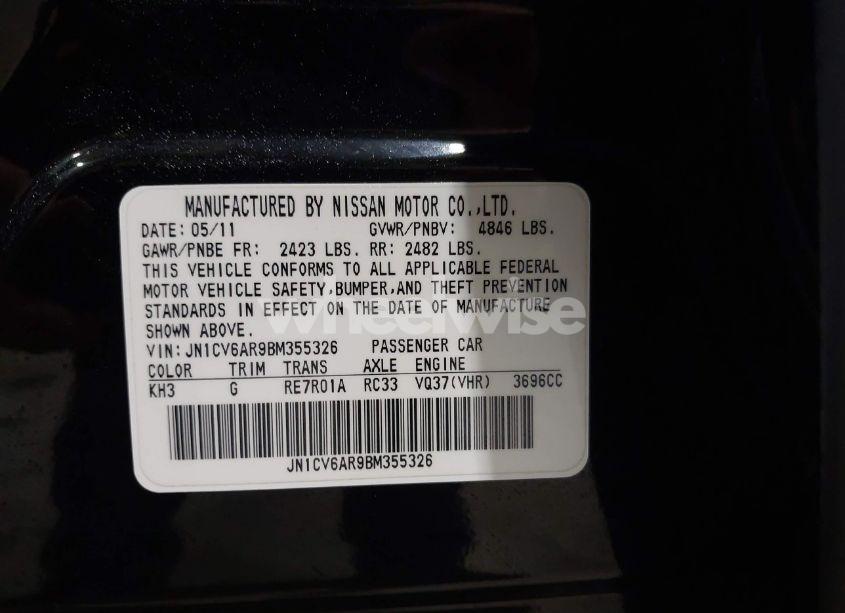 MANUFACTURED BY NISSAN MOTOR CO.,LTD.
DATE: 05/11 GVWR/PNBV: 4846 LBS.
GAWR/PNBE FR: 2423 LBS. RR: 2482 LBS.
THIS VEHICLE CONFORMS TO ALL APPLICABLE FEDERAL
MOTOR VEHICLE SAFETY,BUMPER,AND THEFT PREVENTION
STANDARDS IN EFFECT ON THE DATE OF MANUFACTURE
SHOWN ABOVE.
wheelwise
VIN:JN1CV6AR9BM355326 PASSENGER CAR
COLOR TRIM TRANS AXLE ENGINE
KH3 G RE7R01A RC33 VQ37(VHR) 3696CC
JN1CV6AR9BM355326